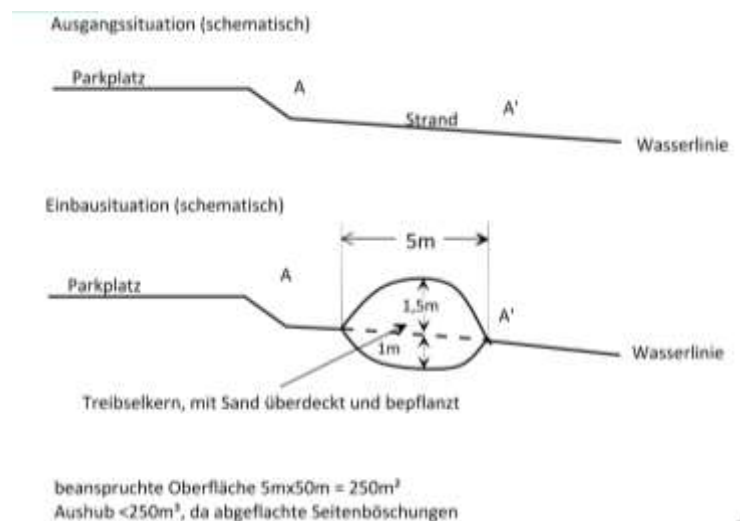 Ausgangssituation (schematisch)
Parkplatz
A
Strand
A'
Wasserlinie
Einbausituation (schematisch)
5m
Parkplatz
A
1,5m
A'
1m
Wasserlinie
Treibselkern, mit Sand überdeckt und bepflanzt
beanspruchte Oberfläche 5mx50m = 250m²
Aushub <250m³, da abgeflachte Seitenböschungen